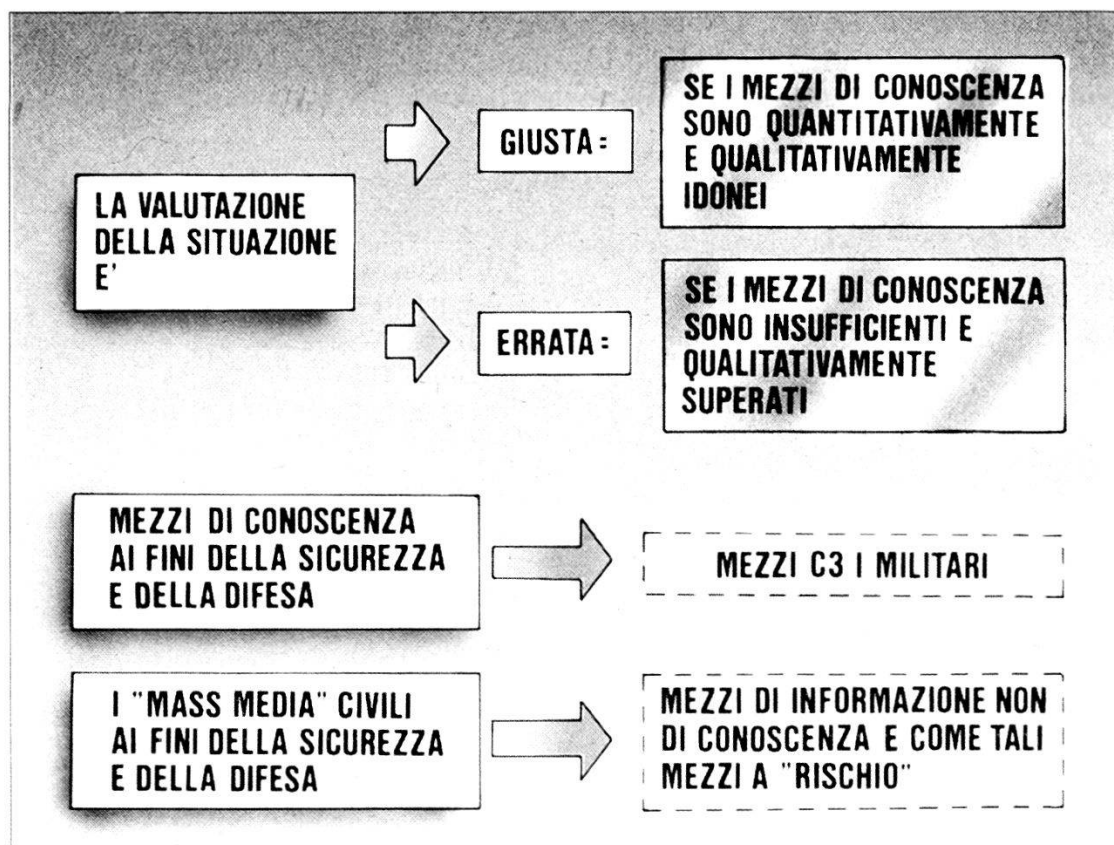 LA VALUTAZIONE
DELLA SITUAZIONE
E'
GIUSTA :
SE I MEZZI DI CONOSCENZA
SONO QUANTITATIVAMENTE
E QUALITATIVAMENTE
IDONEI
ERRATA :
SE I MEZZI DI CONOSCENZA
SONO INSUFFICIENTI E
QUALITATIVAMENTE
SUPERATI
MEZZI DI CONOSCENZA
AI FINI DELLA SICUREZZA
E DELLA DIFESA
MEZZI C3 I MILITARI
I "MASS MEDIA" CIVILI
AI FINI DELLA SICUREZZA
E DELLA DIFESA
MEZZI DI INFORMAZIONE NON
DI CONOSCENZA E COME TALI
MEZZI A "RISCHIO"